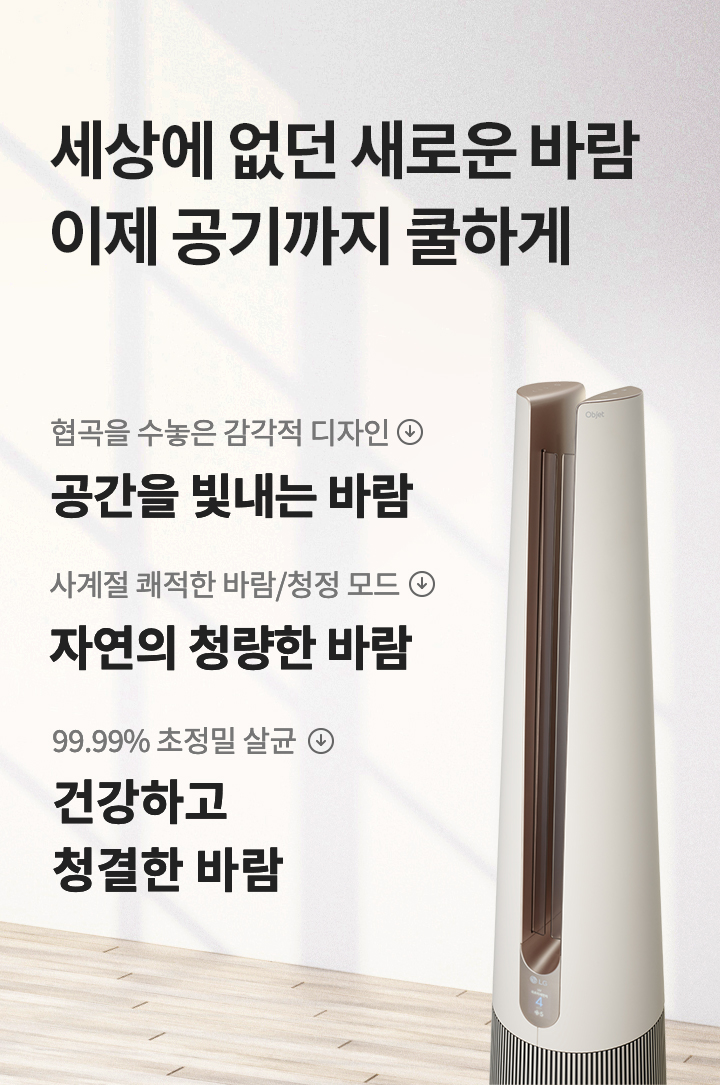 세상에 없던 새로운 바람
이제 공기까지 쿨하게
협곡을 수놓은 감각적 디자인
공간을 빛내는 바람
사계절 쾌적한 바람/청정 모드
자연의 청량한 바람
99.99% 초정밀 살균
건강하고
청결한 바람
Objet
LG
4